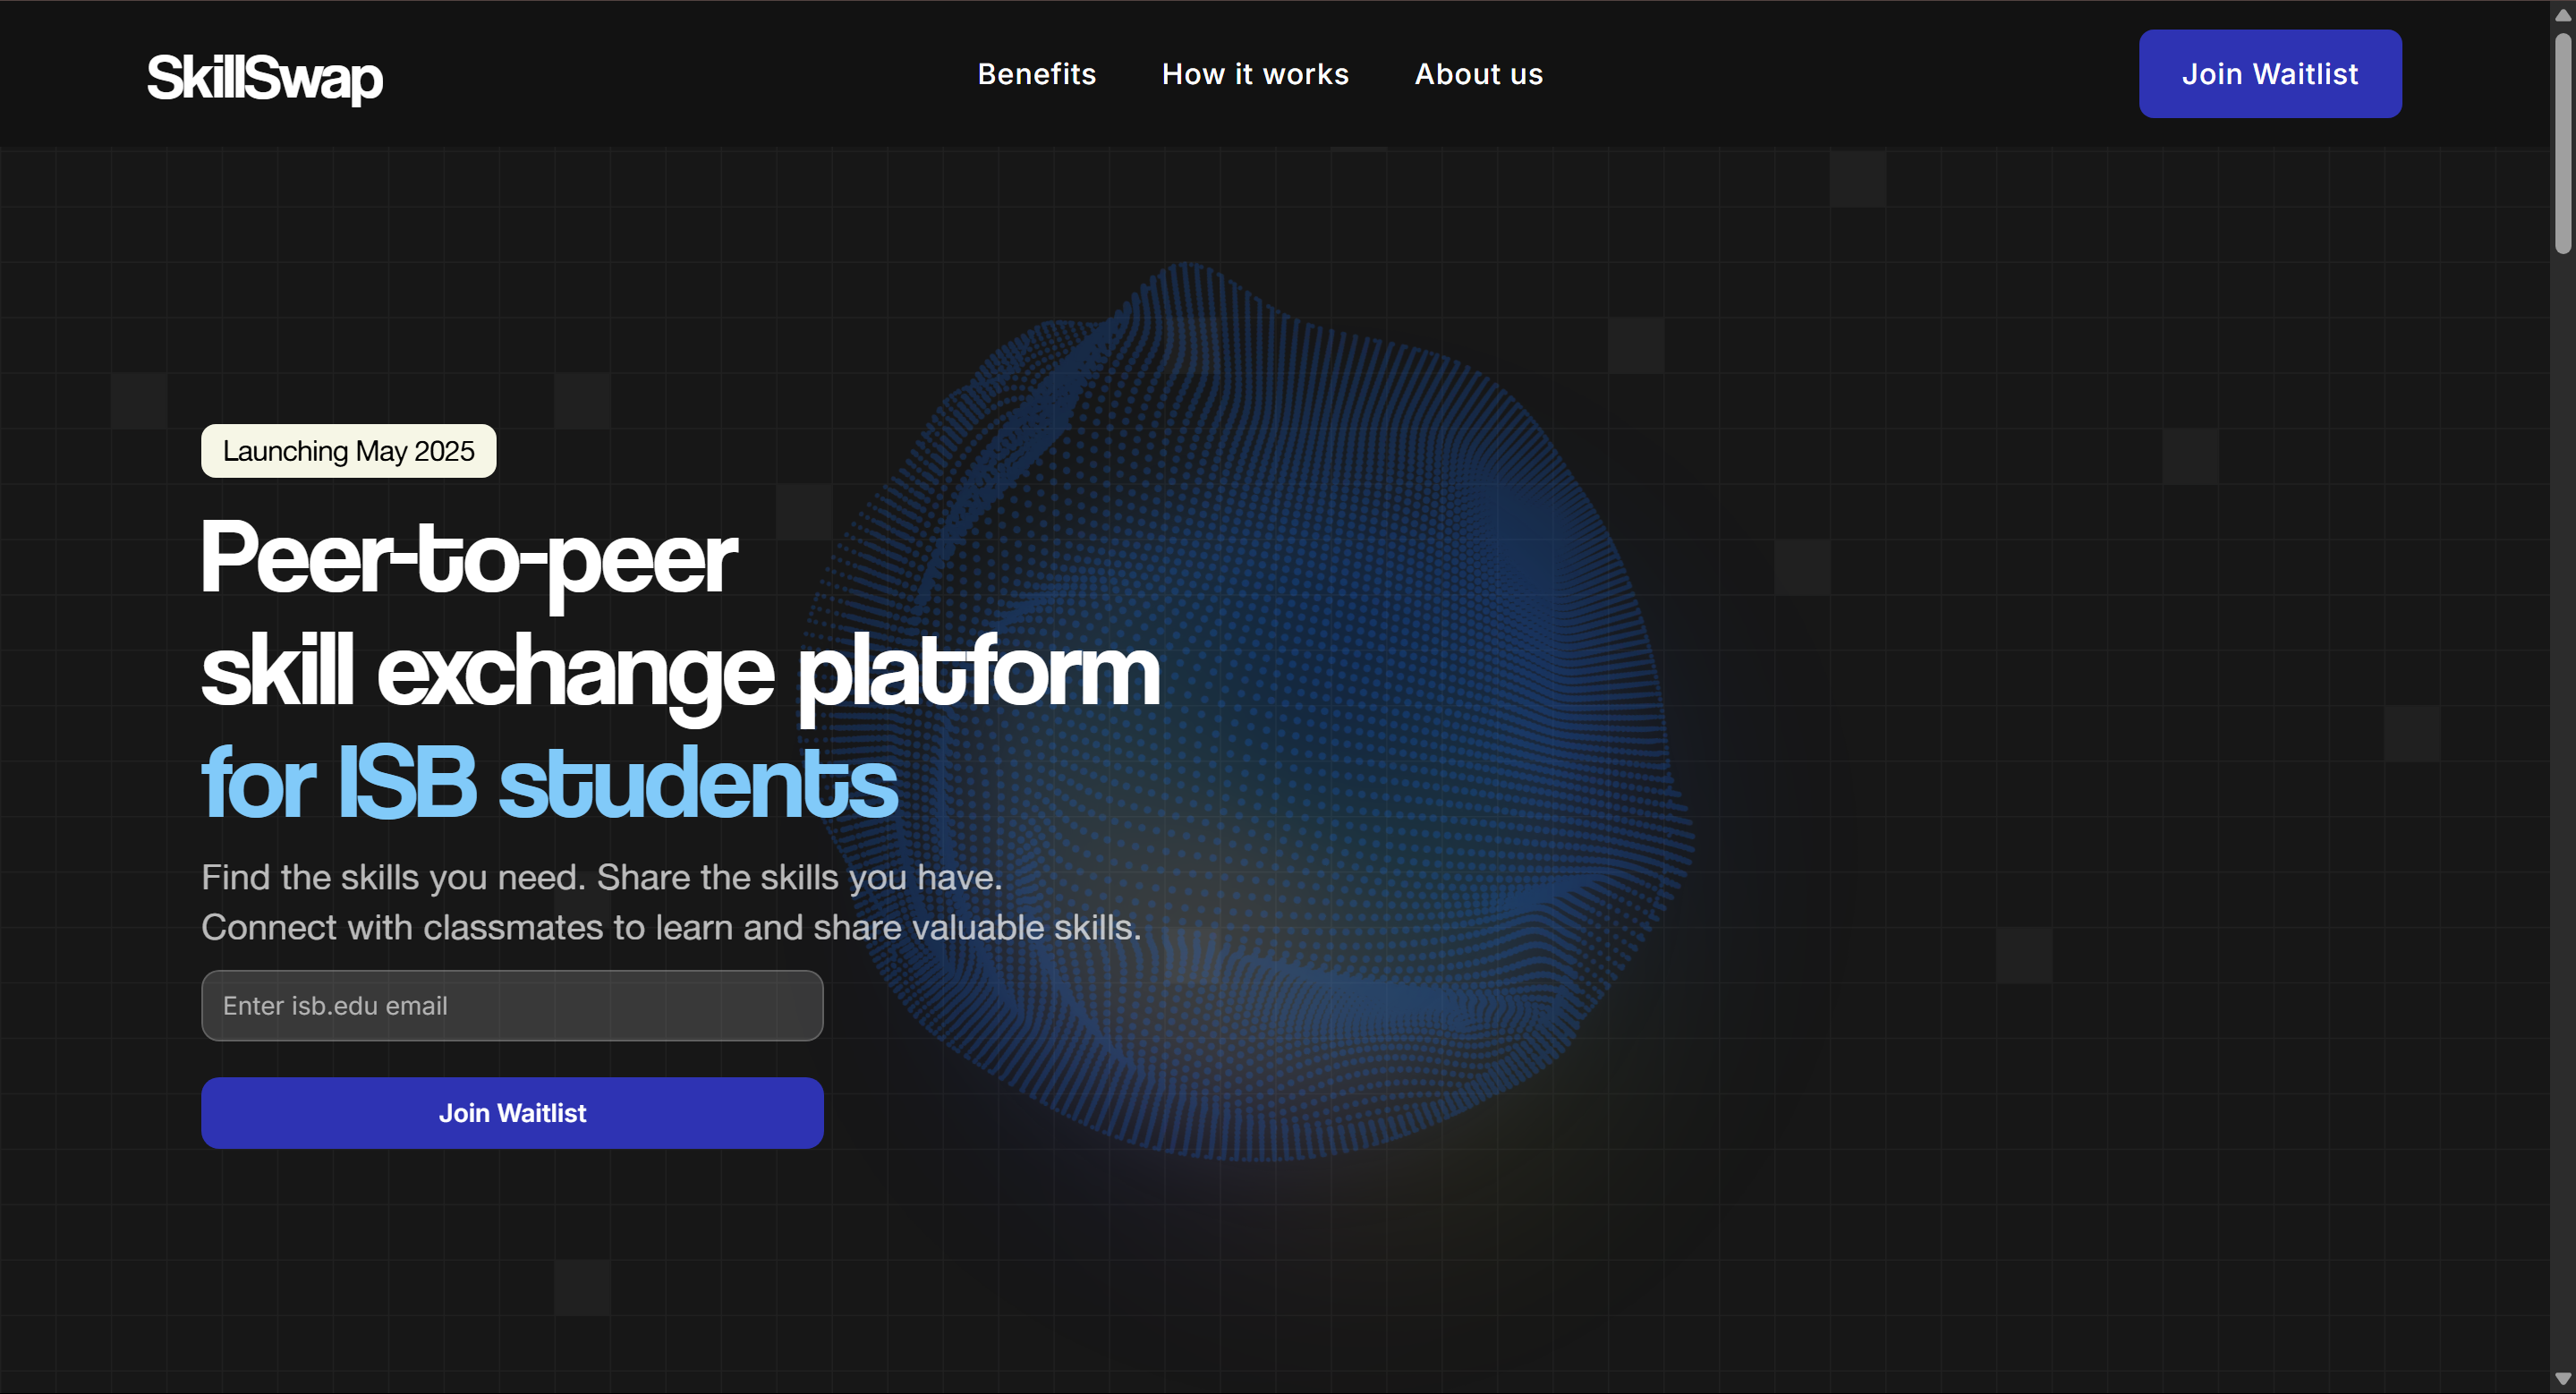 SkillSwap
Benefits
How it works
About us
Join Waitlist
Launching May 2025
Peer-to-peer
skill exchange platform
for ISB students
Find the skills you need. Share the skills you have.
Connect with classmates to learn and share valuable skills.
Enter isb.edu email
Join Waitlist